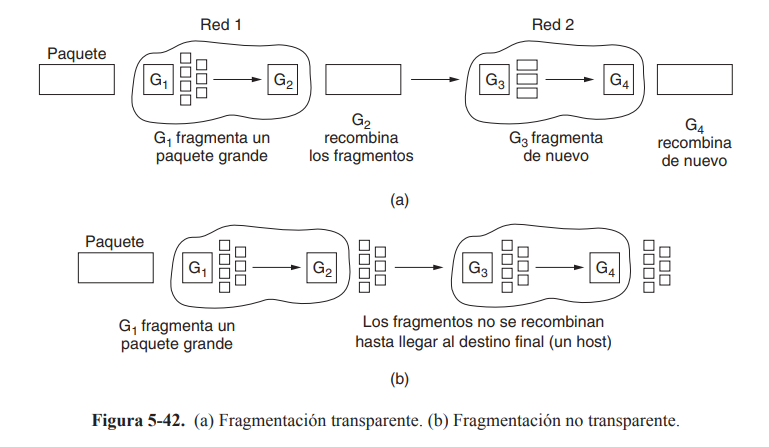 Red 1
Red 2
Paquete
G1
G2
G3
G4
G1 fragmenta un
paquete grande
G2
recombina
los fragmentos
G3 fragmenta
de nuevo
G4
recombina
de nuevo
(a)
Paquete
G1
G2
G3
G4
G1 fragmenta un
paquete grande
Los fragmentos no se recombinan
hasta llegar al destino final (un host)
(b)
Figura 5-42. (a) Fragmentación transparente. (b) Fragmentación no transparente.